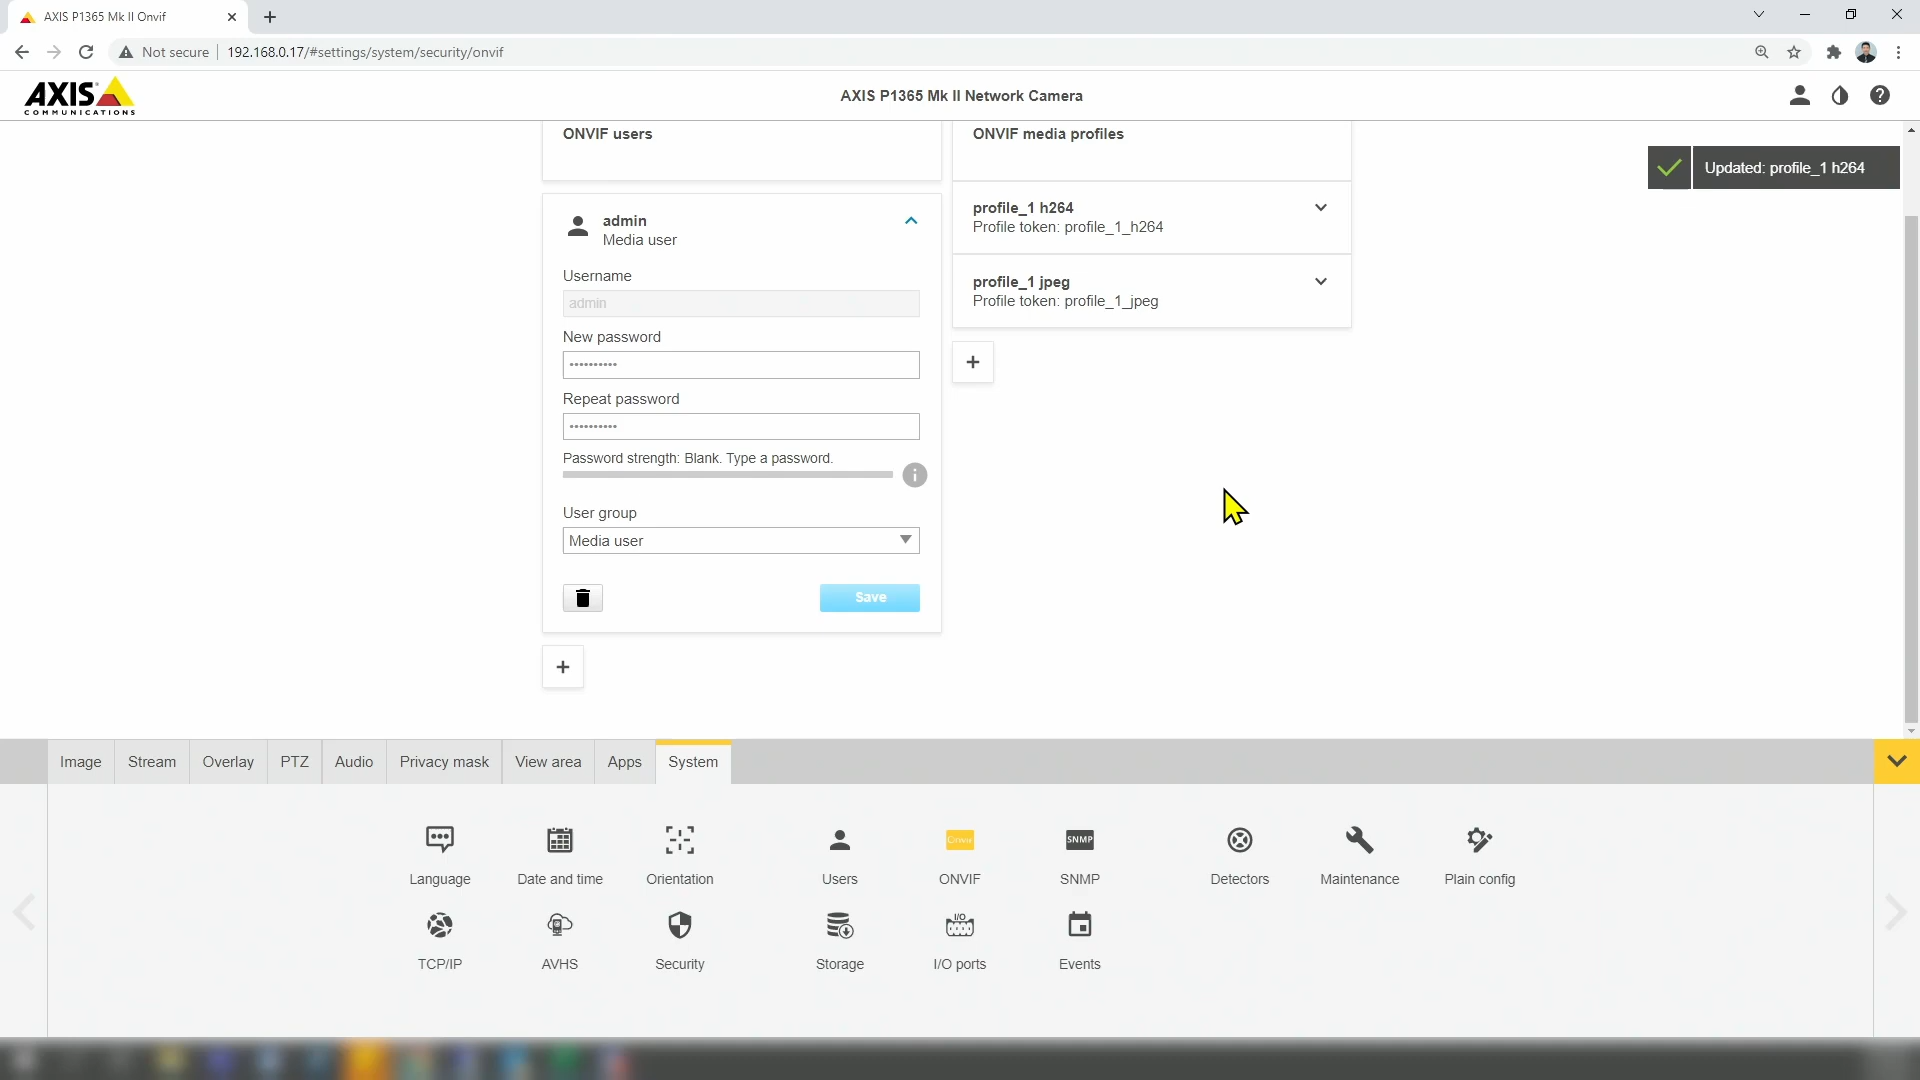 AXIS P1365 Mk II Onvif
Not secure
192.168.0.17/#settings/system/security/onvif
AXIS
COMMUNICATIONS
AXIS P1365 Mk II Network Camera
ONVIF users
ONVIF media profiles
Updated: profile_1 h264
admin
Media user
profile_1 h264
Profile token: profile_1_h264
profile_1 jpeg
Profile token: profile_1_jpeg
Username
admin
New password
••••••••••
Repeat password
••••••••••
Password strength: Blank. Type a password.
User group
Media user
Save
Image
Stream
Overlay
PTZ
Audio
Privacy mask
View area
Apps
System
Language
Date and time
Orientation
Users
Onvif
ONVIF
SNMP
SNMP
Detectors
Maintenance
Plain config
TCP/IP
AVHS
Security
Storage
I/O
I/O ports
Events